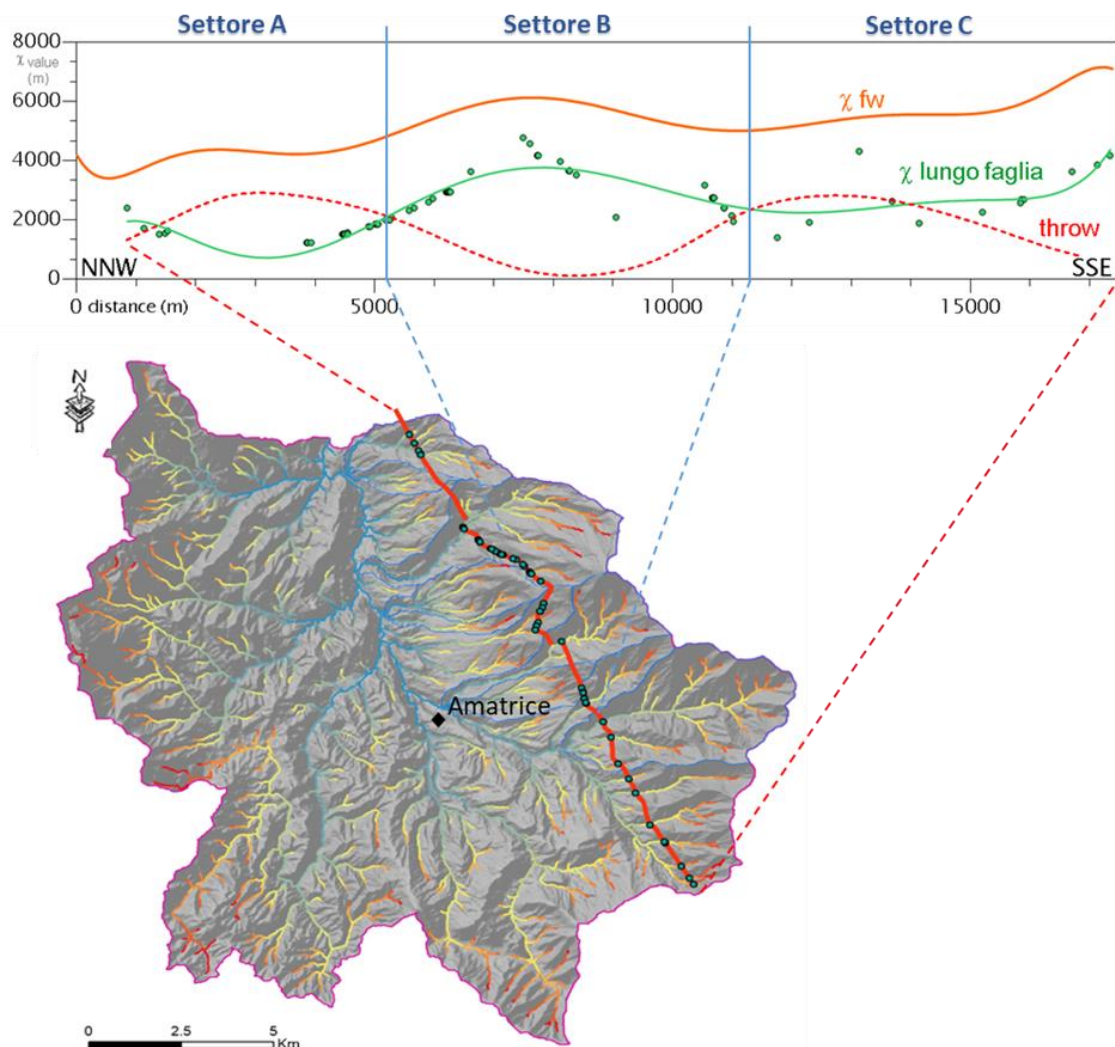 Settore A Settore B Settore C
8000
χ value
(m)
6000
χ fw
4000
χ lungo faglia
2000
throw
NNW SSE
0
0 distance (m) 5000 10000 15000
N
Amatrice
0 2.5 5
Km